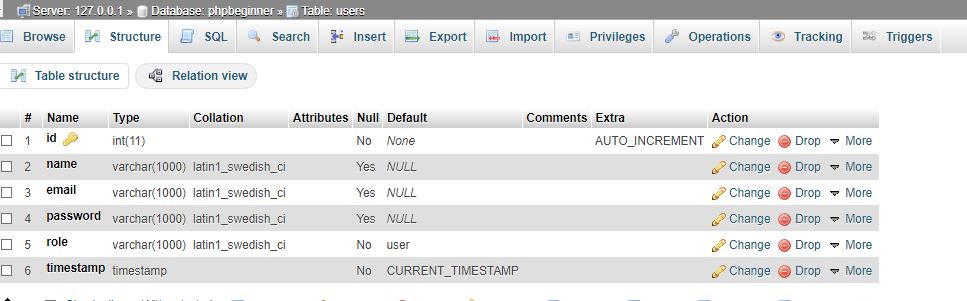 Server: 127.0.0.1 » Database: phpbeginner » Table: users
Browse Structure SQL Search Insert Export Import Privileges Operations Tracking Triggers
Table structure Relation view
# Name Type Collation Attributes Null Default Comments Extra Action
1 id int(11) No None AUTO_INCREMENT Change Drop More
2 name varchar(1000) latin1_swedish_ci Yes NULL Change Drop More
3 email varchar(1000) latin1_swedish_ci Yes NULL Change Drop More
4 password varchar(1000) latin1_swedish_ci Yes NULL Change Drop More
5 role varchar(1000) latin1_swedish_ci No user Change Drop More
6 timestamp timestamp No CURRENT_TIMESTAMP Change Drop More